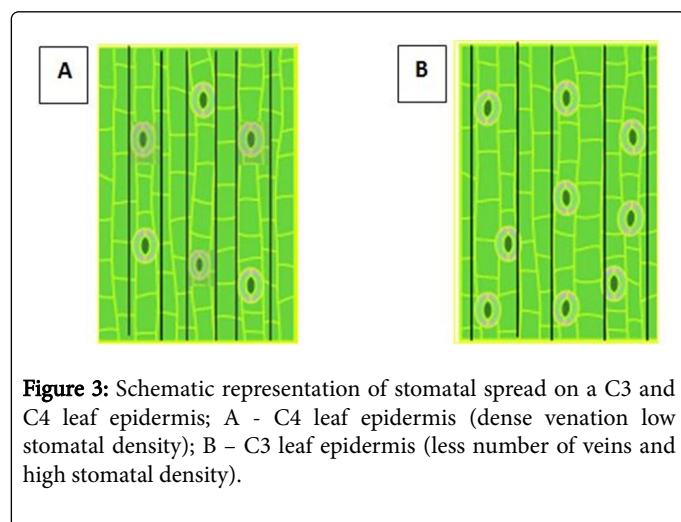 A
B
Figure 3: Schematic representation of stomatal spread on a C3 and
C4 leaf epidermis; A - C4 leaf epidermis (dense venation low
stomatal density); B – C3 leaf epidermis (less number of veins and
high stomatal density).